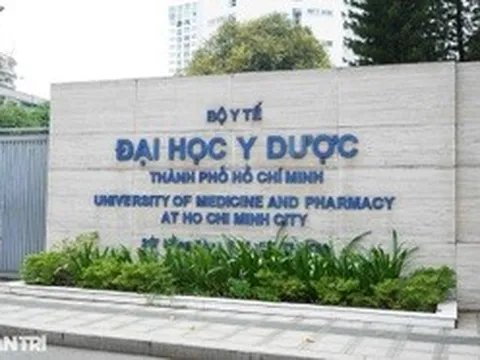 BỘ Y TẾ
ĐẠI HỌC Y DƯỢC
THÀNH PHỐ HỒ CHÍ MINH
UNIVERSITY OF MEDICINE AND PHARMACY
AT HO CHI MINH CITY